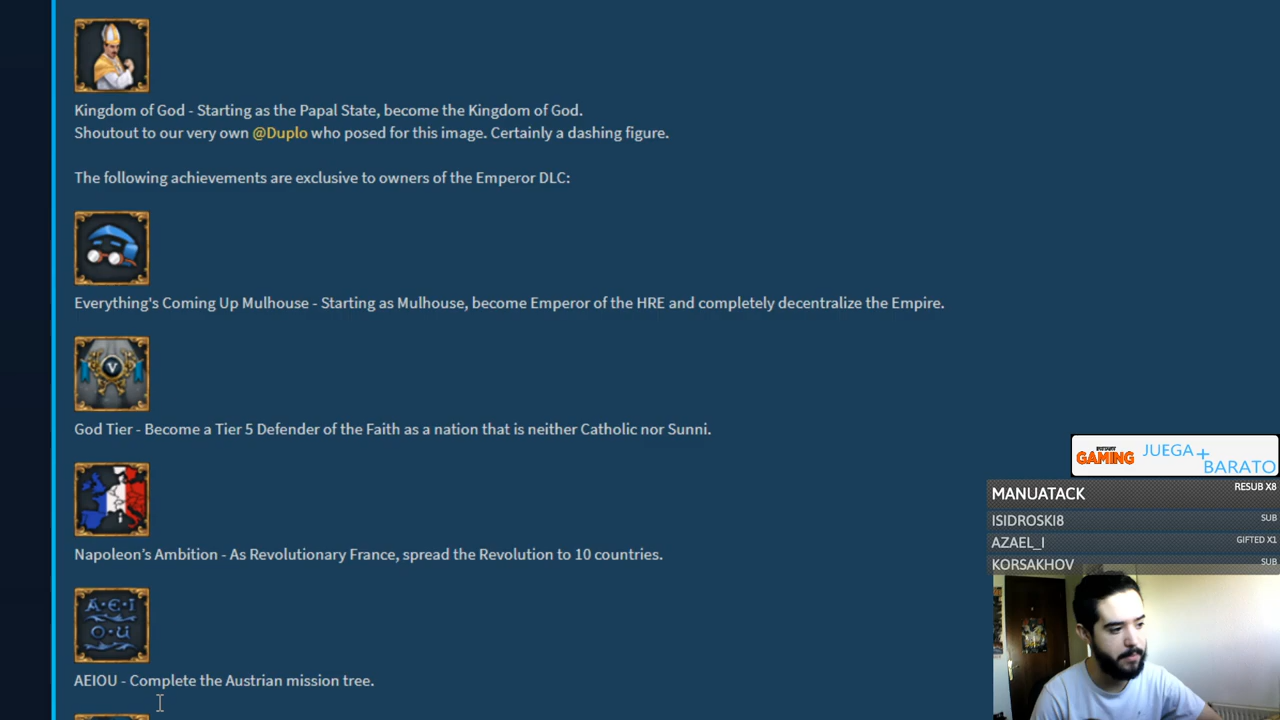 Kingdom of God - Starting as the Papal State, become the Kingdom of God.
Shoutout to our very own @Duplo who posed for this image. Certainly a dashing figure.
The following achievements are exclusive to owners of the Emperor DLC:
Everything's Coming Up Mulhouse - Starting as Mulhouse, become Emperor of the HRE and completely decentralize the Empire.
V
God Tier - Become a Tier 5 Defender of the Faith as a nation that is neither Catholic nor Sunni.
Napoleon’s Ambition - As Revolutionary France, spread the Revolution to 10 countries.
A·E·I
O·U
AEIOU - Complete the Austrian mission tree.
INSTANT
GAMING
JUEGA+
BARATO
MANUATACK RESUB X8
ISIDROSKI8 SUB
AZAEL_I GIFTED X1
KORSAKHOV SUB